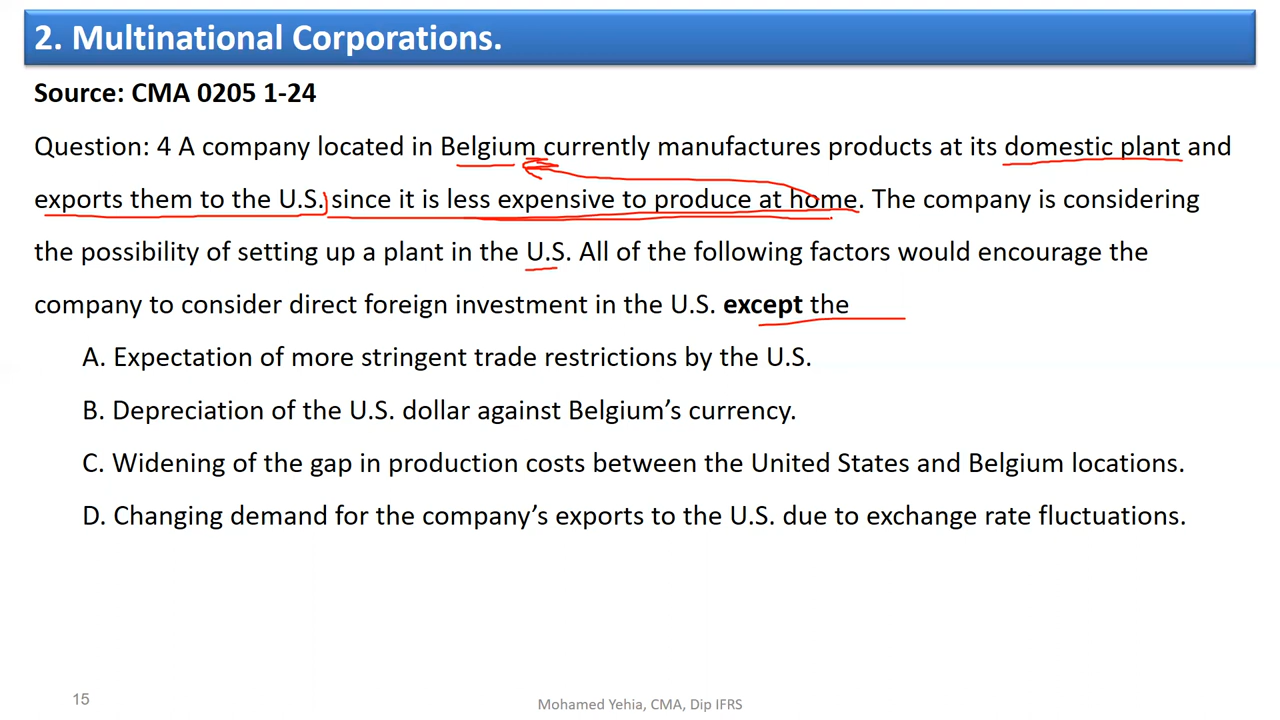 2. Multinational Corporations.
Source: CMA 0205 1-24
Question: 4 A company located in Belgium currently manufactures products at its domestic plant and
exports them to the U.S. since it is less expensive to produce at home. The company is considering
the possibility of setting up a plant in the U.S. All of the following factors would encourage the
company to consider direct foreign investment in the U.S. except the
A. Expectation of more stringent trade restrictions by the U.S.
B. Depreciation of the U.S. dollar against Belgium’s currency.
C. Widening of the gap in production costs between the United States and Belgium locations.
D. Changing demand for the company’s exports to the U.S. due to exchange rate fluctuations.
15
Mohamed Yehia, CMA, Dip IFRS